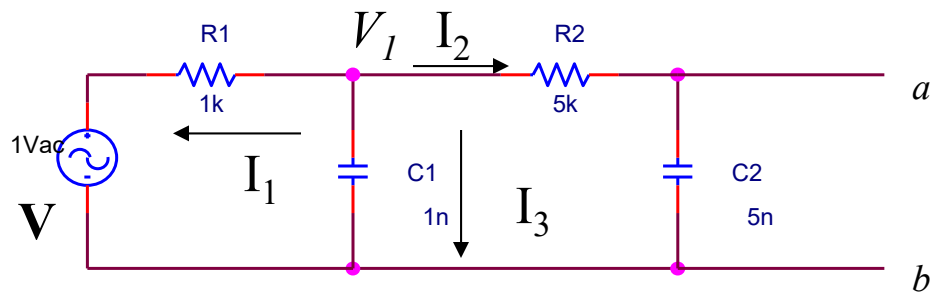 R1
V₁
I₂
R2
1k
5k
a
1Vac
I₁
C1
C2
V
1n
I₃
5n
b